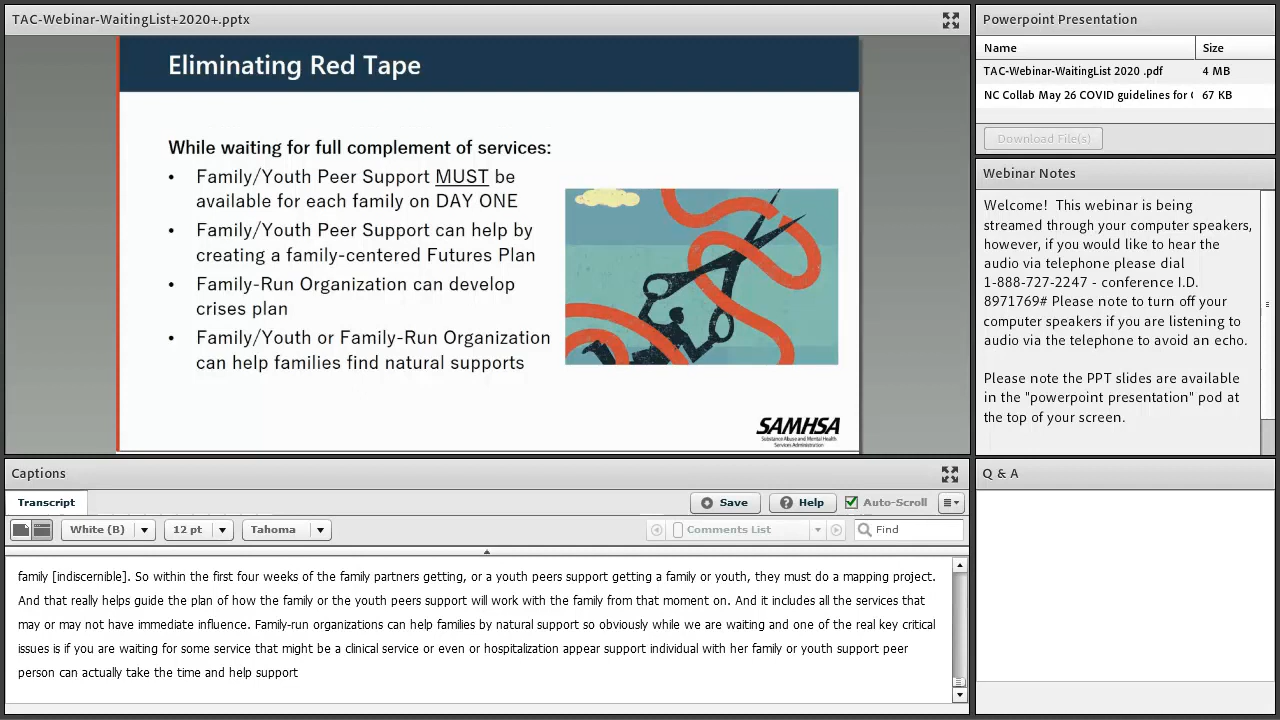 TAC-Webinar-WaitingList+2020+.pptx
Eliminating Red Tape
While waiting for full complement of services:
• Family/Youth Peer Support MUST be
available for each family on DAY ONE
• Family/Youth Peer Support can help by
creating a family-centered Futures Plan
• Family-Run Organization can develop
crises plan
• Family/Youth or Family-Run Organization
can help families find natural supports
SAMHSA
Substance Abuse and Mental Health
Services Administration
Powerpoint Presentation
Name Size
TAC-Webinar-WaitingList 2020 .pdf 4 MB
NC Collab May 26 COVID guidelines for 67 KB
Download File(s)
Webinar Notes
Welcome! This webinar is being
streamed through your computer speakers,
however, if you would like to hear the
audio via telephone please dial
1-888-727-2247 - conference I.D.
8971769# Please note to turn off your
computer speakers if you are listening to
audio via the telephone to avoid an echo.
Please note the PPT slides are available
in the "powerpoint presentation" pod at
the top of your screen.
Captions
Transcript
Save
Help
Auto-Scroll
White (B)
12 pt
Tahoma
Comments List
Find
family [indiscernible]. So within the first four weeks of the family partners getting, or a youth peers support getting a family or youth, they must do a mapping project.
And that really helps guide the plan of how the family or the youth peers support will work with the family from that moment on. And it includes all the services that
may or may not have immediate influence. Family-run organizations can help families by natural support so obviously while we are waiting and one of the real key critical
issues is if you are waiting for some service that might be a clinical service or even or hospitalization appear support individual with her family or youth support peer
person can actually take the time and help support
Q & A